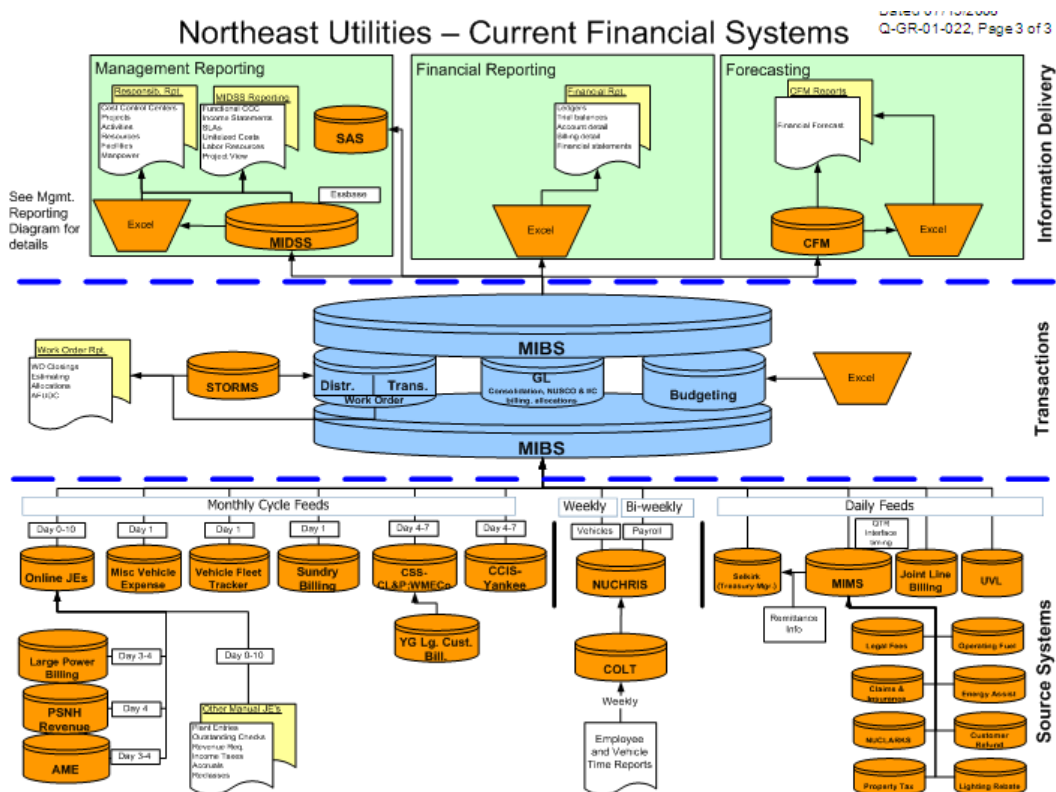 Northeast Utilities – Current Financial Systems
Q-GR-01-022, Page 3 of 3
Management Reporting
Responsib. Rpt.
Cost Control Centers
Projects
Activities
Resources
Facilities
Manpower
MIDSS Reporting
Functional COC
Income Statements
SLAs
Unitized Costs
Labor Resources
Project View
SAS
Essbase
Excel
MIDSS
See Mgmt.
Reporting
Diagram for
details
Financial Reporting
Financial Rpt.
Ledgers
Trial balances
Account detail
Billing detail
Financial statements
Excel
Forecasting
CFM Reports
Financial Forecast
CFM
Excel
Information Delivery
MIBS
Work Order Rpt.
WO Closings
Estimating
Allocations
AFUDC
STORMS
Distr.
Trans.
Work Order
GL
Consolidation, NUSCO & IIC
billing, allocations
Budgeting
Excel
MIBS
Transactions
Monthly Cycle Feeds
Weekly
Bi-weekly
Daily Feeds
Day 0-10
Day 1
Day 1
Day 1
Day 4-7
Day 4-7
Vehicles
Payroll
QTR
Interface
timing
Online JEs
Misc Vehicle
Expense
Vehicle Fleet
Tracker
Sundry
Billing
CSS-
CL&P;WMECo
CCIS-
Yankee
NUCHRIS
Selkirk
(Treasury Mgr.)
MIMS
Joint Line
Billing
UVL
YG Lg. Cust.
Bill.
COLT
Remittance
Info
Large Power
Billing
Day 3-4
PSNH
Revenue
Day 4
AME
Day 3-4
Day 0-10
Other Manual JE's
Plant Entries
Outstanding Checks
Revenue Req.
Income Taxes
Accruals
Reclasses
Weekly
Employee
and Vehicle
Time Reports
Legal Fees
Operating Fuel
Claims &
Insurance
Energy Assist
NUCLARKS
Customer
Refund
Property Tax
Lighting Rebate
Source Systems